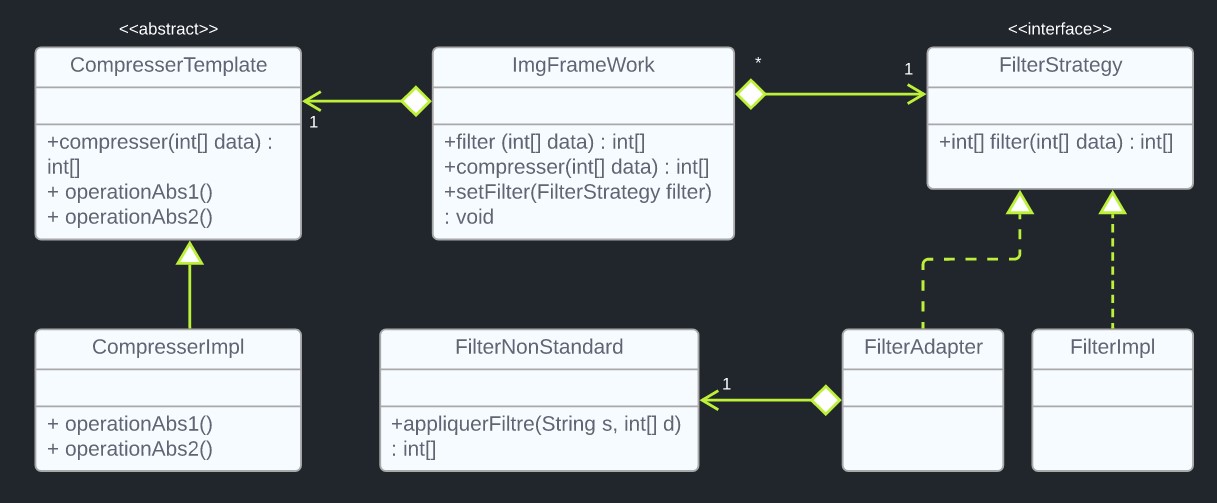 <<abstract>>
CompresserTemplate
+compresser(int[] data) :
int[]
+ operationAbs1()
+ operationAbs2()
1
ImgFrameWork
+filter (int[] data) : int[]
+compresser(int[] data) : int[]
+setFilter(FilterStrategy filter)
: void
*
1
<<interface>>
FilterStrategy
+int[] filter(int[] data) : int[]
CompresserImpl
+ operationAbs1()
+ operationAbs2()
FilterNonStandard
+appliquerFiltre(String s, int[] d)
: int[]
1
FilterAdapter
FilterImpl